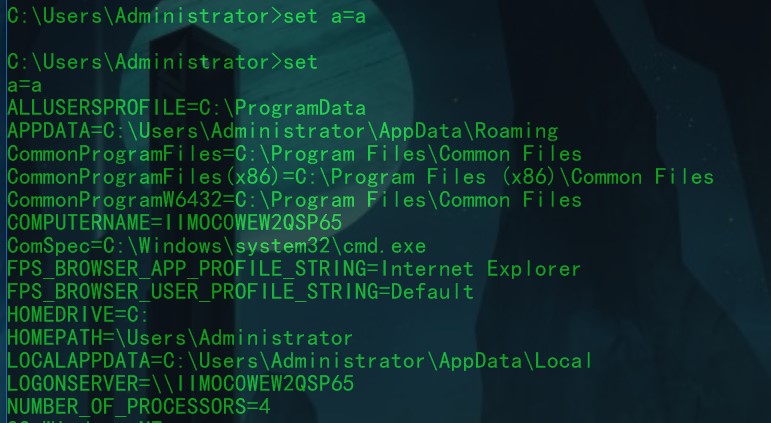 C:\Users\Administrator>set a=a
C:\Users\Administrator>set
a=a
ALLUSERSPROFILE=C:\ProgramData
APPDATA=C:\Users\Administrator\AppData\Roaming
CommonProgramFiles=C:\Program Files\Common Files
CommonProgramFiles(x86)=C:\Program Files (x86)\Common Files
CommonProgramW6432=C:\Program Files\Common Files
COMPUTERNAME=IIMOCOWEW2QSP65
ComSpec=C:\Windows\system32\cmd.exe
FPS_BROWSER_APP_PROFILE_STRING=Internet Explorer
FPS_BROWSER_USER_PROFILE_STRING=Default
HOMEDRIVE=C:
HOMEPATH=\Users\Administrator
LOCALAPPDATA=C:\Users\Administrator\AppData\Local
LOGONSERVER=\\IIMOCOWEW2QSP65
NUMBER_OF_PROCESSORS=4